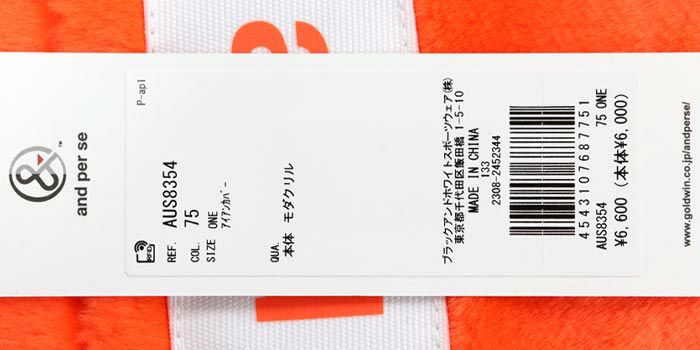 &
™
and per se
P-apl
RFID
REF. AUS8354
COL. 75
SIZE ONE
アイアンカバー
QUA.
本体 モダクリル
ブラックアンドホワイトスポーツウェア(株)
東京都千代田区飯田橋 1-5-10
MADE IN CHINA
133
2308-2452344
4543107687751
AUS8354 75 ONE
¥6,600 (本体¥6,000)
www.goldwin.co.jp/andperse/